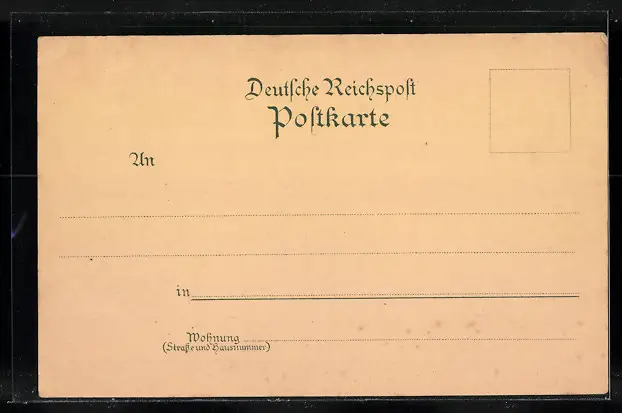 Deutſche Reichspoſt
Poſtkarte
An
in
Wohnung
(Straße und Hausnummer)